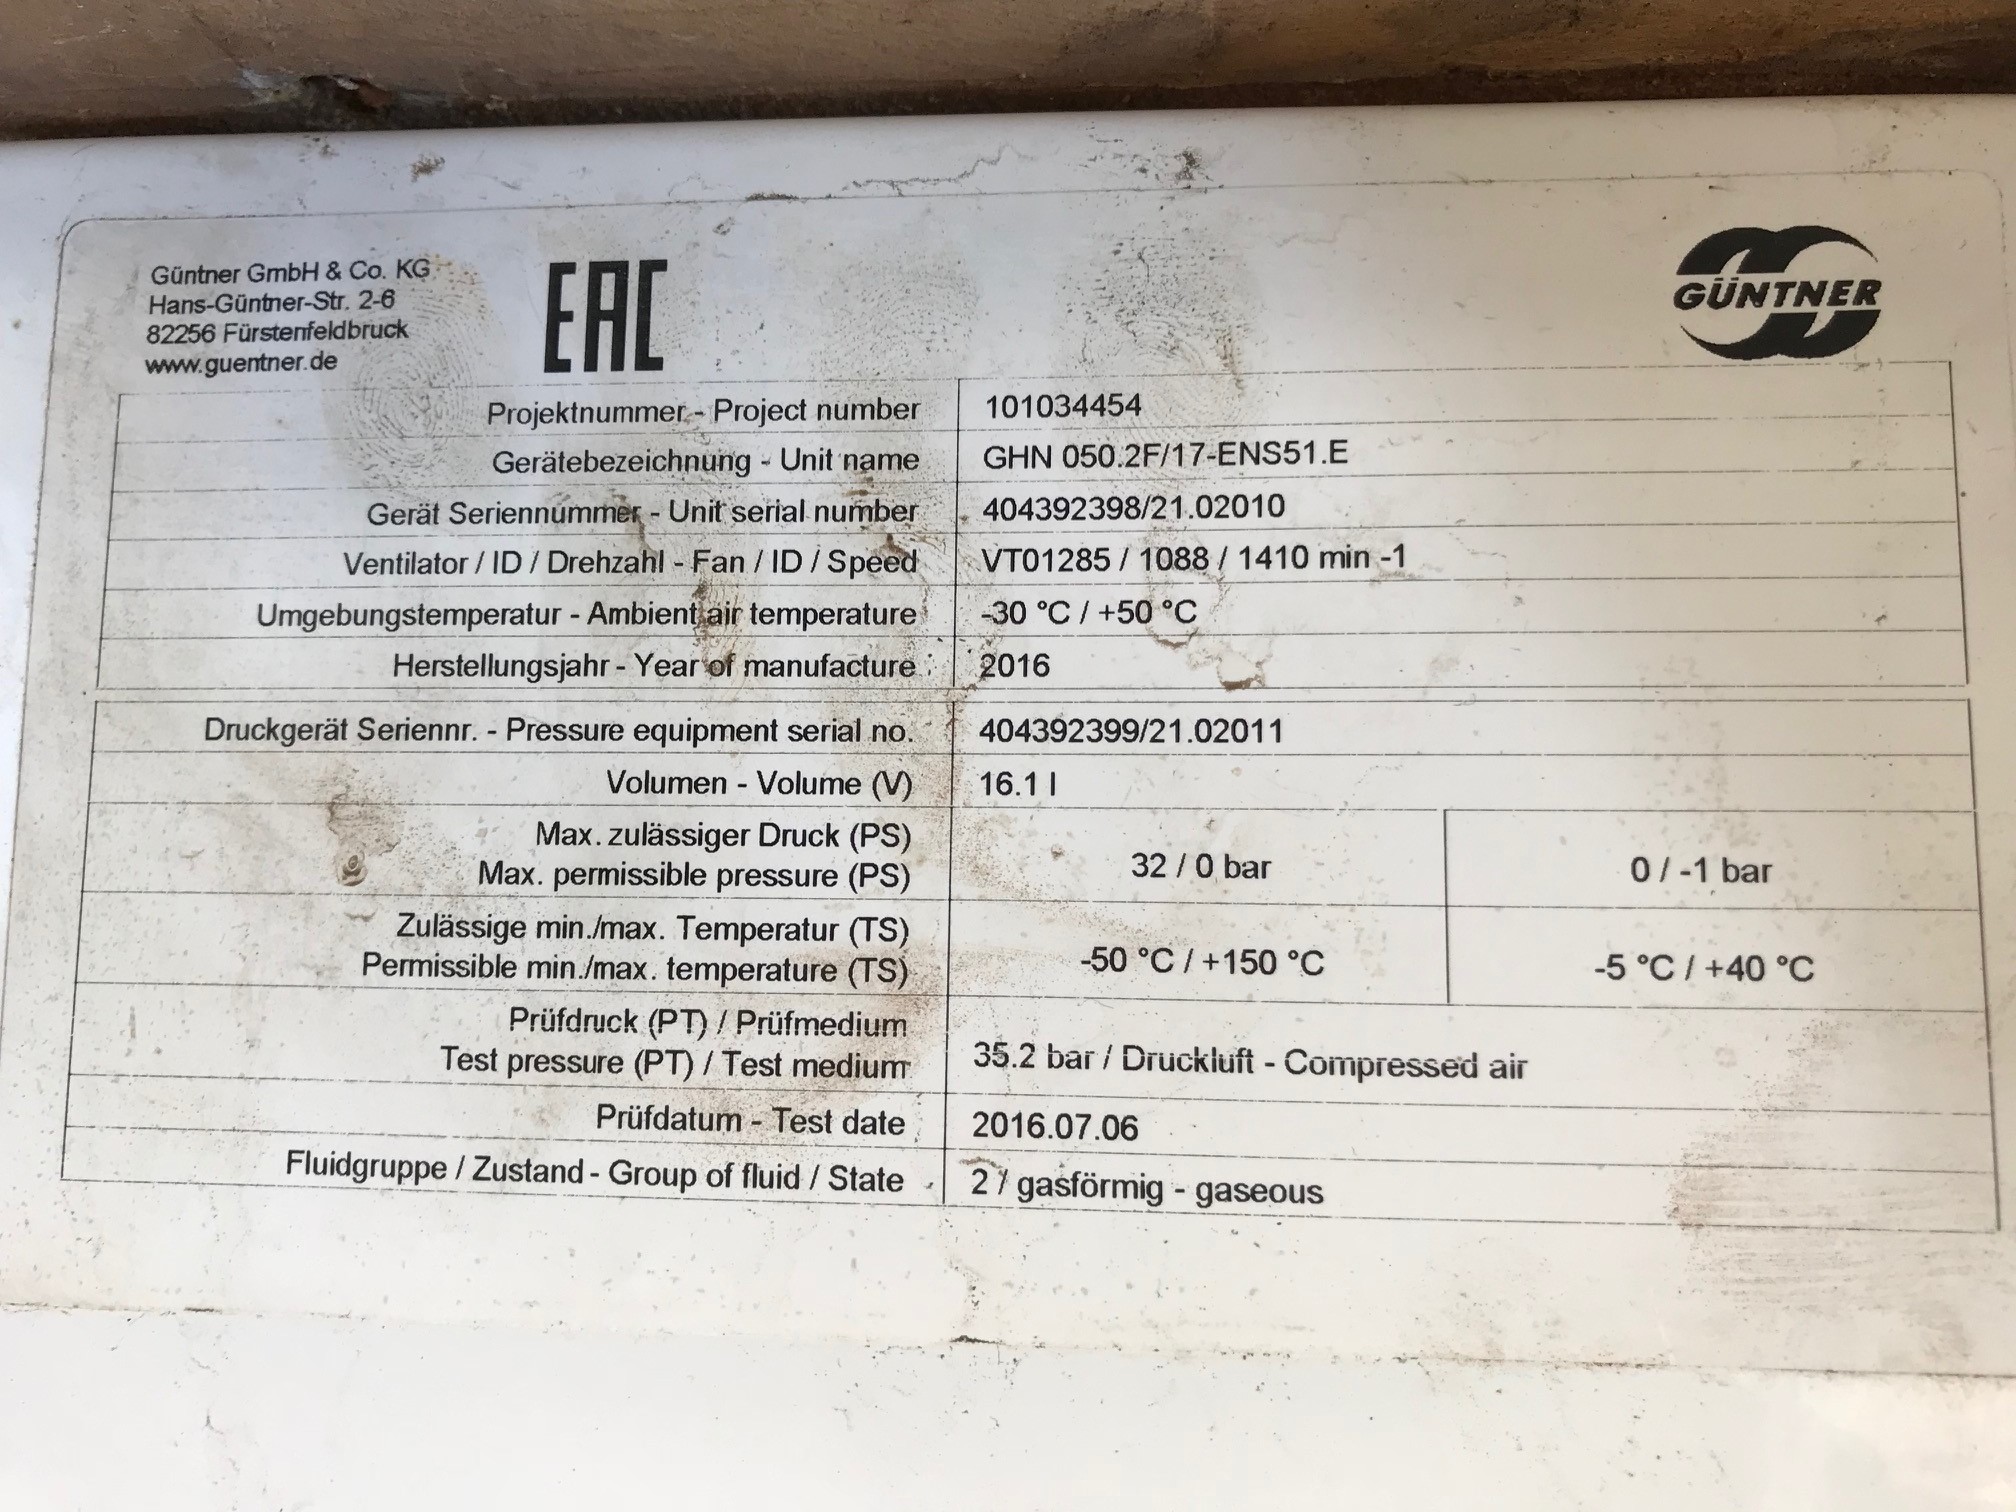 Güntner GmbH & Co. KG
Hans-Güntner-Str. 2-6
82256 Fürstenfeldbruck
www.guentner.de
EAC
GÜNTNER
Projektnummer - Project number 101034454
Gerätebezeichnung - Unit name GHN 050.2F/17-ENS51.E
Gerät Seriennummer - Unit serial number 404392398/21.02010
Ventilator / ID / Drehzahl - Fan / ID / Speed VT01285 / 1088 / 1410 min -1
Umgebungstemperatur - Ambient air temperature -30 °C / +50 °C
Herstellungsjahr - Year of manufacture 2016
Druckgerät Seriennr. - Pressure equipment serial no. 404392399/21.02011
Volumen - Volume (V) 16.1 l
Max. zulässiger Druck (PS)
Max. permissible pressure (PS) 32 / 0 bar 0 / -1 bar
Zulässige min./max. Temperatur (TS)
Permissible min./max. temperature (TS) -50 °C / +150 °C -5 °C / +40 °C
Prüfdruck (PT) / Prüfmedium
Test pressure (PT) / Test medium 35.2 bar / Druckluft - Compressed air
Prüfdatum - Test date 2016.07.06
Fluidgruppe / Zustand - Group of fluid / State 2 / gasförmig - gaseous